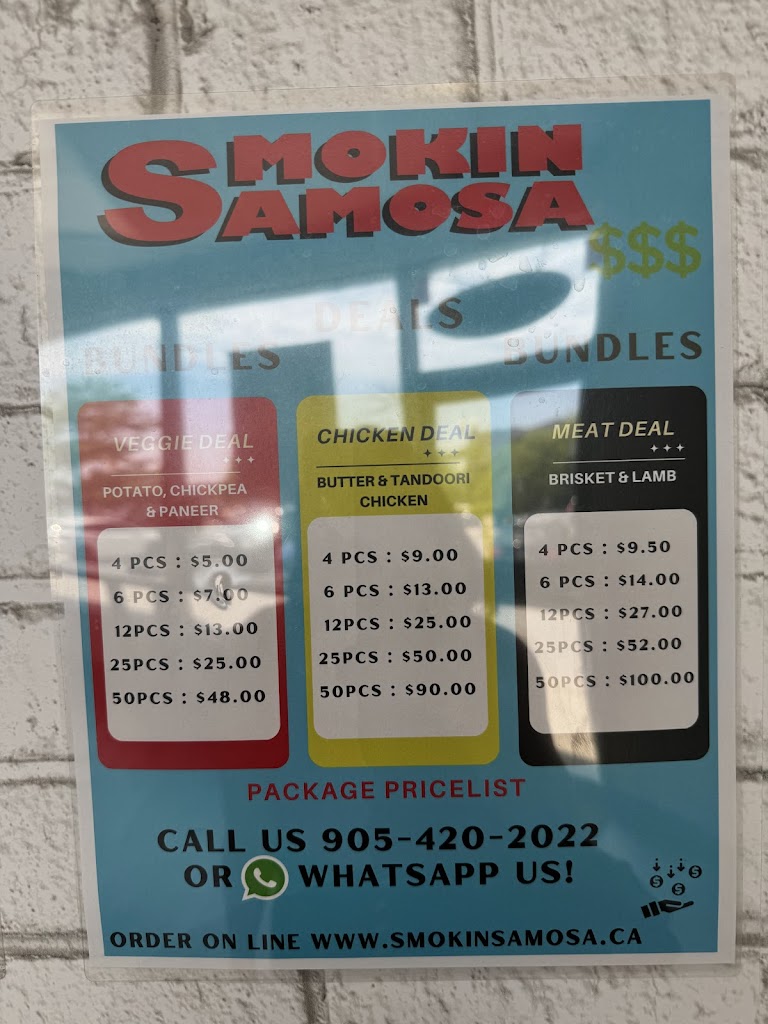 SMOKIN
SAMOSA
$$$
DEALS
BUNDLES
BUNDLES
VEGGIE DEAL
POTATO, CHICKPEA
& PANEER
4 PCS : $5.00
6 PCS : $7.00
12PCS : $13.00
25PCS : $25.00
50PCS : $48.00
CHICKEN DEAL
BUTTER & TANDOORI
CHICKEN
4 PCS : $9.00
6 PCS : $13.00
12PCS : $25.00
25PCS : $50.00
50PCS : $90.00
MEAT DEAL
BRISKET & LAMB
4 PCS : $9.50
6 PCS : $14.00
12PCS : $27.00
25PCS : $52.00
50PCS : $100.00
PACKAGE PRICELIST
CALL US 905-420-2022
OR WHATSAPP US!
ORDER ON LINE WWW.SMOKINSAMOSA.CA